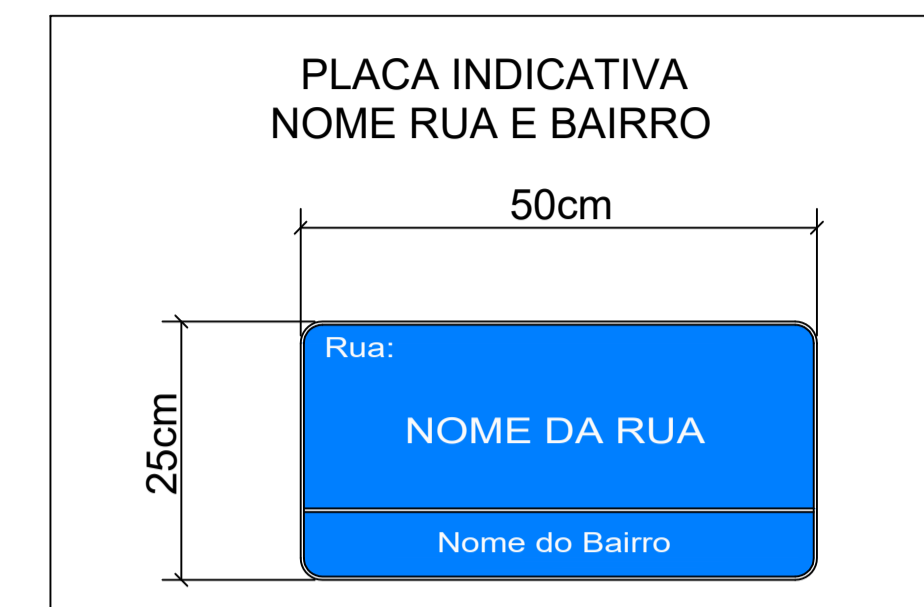 PLACA INDICATIVA
NOME RUA E BAIRRO
50cm
25cm
Rua:
NOME DA RUA
Nome do Bairro